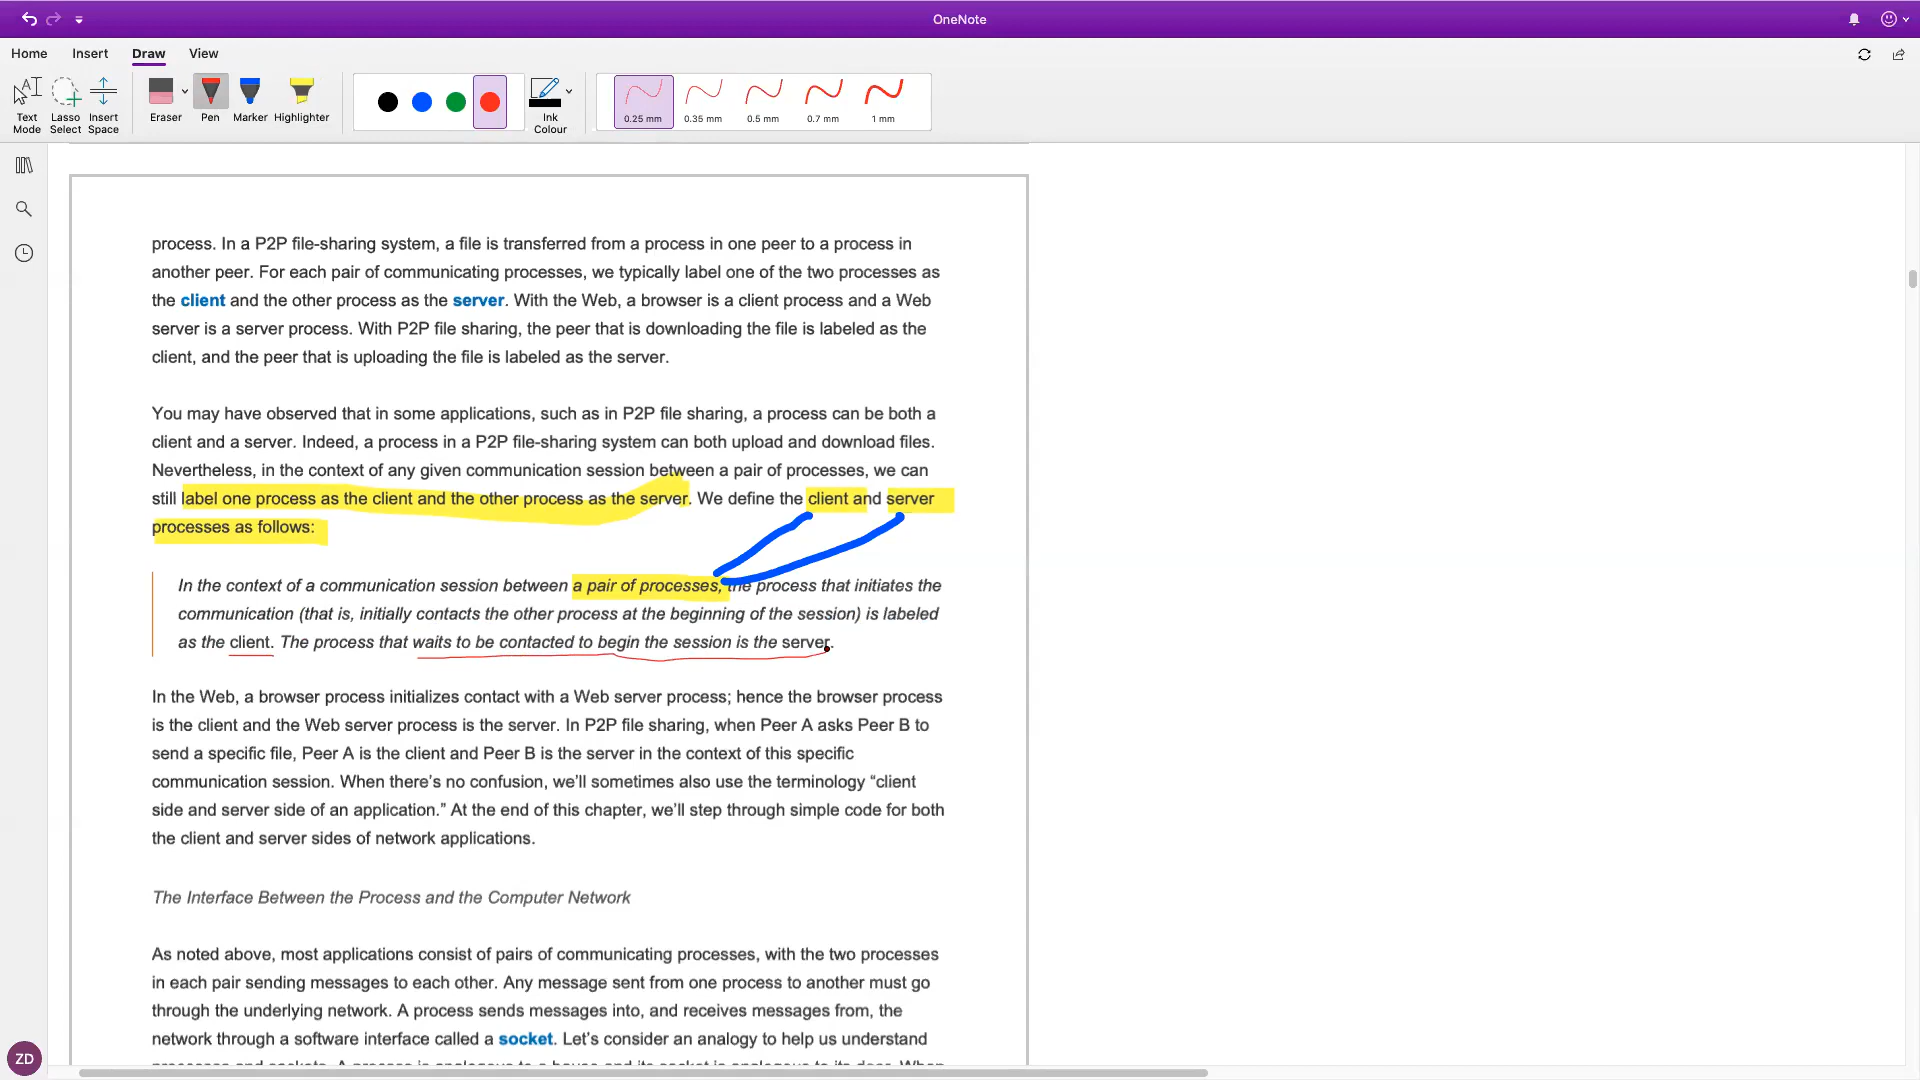 OneNote
Home Insert Draw View
Text Mode
Lasso Select
Insert Space
Eraser
Pen
Marker
Highlighter
Ink Colour
0.25 mm
0.35 mm
0.5 mm
0.7 mm
1 mm
process. In a P2P file-sharing system, a file is transferred from a process in one peer to a process in
another peer. For each pair of communicating processes, we typically label one of the two processes as
the client and the other process as the server. With the Web, a browser is a client process and a Web
server is a server process. With P2P file sharing, the peer that is downloading the file is labeled as the
client, and the peer that is uploading the file is labeled as the server.
You may have observed that in some applications, such as in P2P file sharing, a process can be both a
client and a server. Indeed, a process in a P2P file-sharing system can both upload and download files.
Nevertheless, in the context of any given communication session between a pair of processes, we can
still label one process as the client and the other process as the server. We define the client and server
processes as follows:
In the context of a communication session between a pair of processes, the process that initiates the
communication (that is, initially contacts the other process at the beginning of the session) is labeled
as the client. The process that waits to be contacted to begin the session is the server.
In the Web, a browser process initializes contact with a Web server process; hence the browser process
is the client and the Web server process is the server. In P2P file sharing, when Peer A asks Peer B to
send a specific file, Peer A is the client and Peer B is the server in the context of this specific
communication session. When there’s no confusion, we’ll sometimes also use the terminology “client
side and server side of an application.” At the end of this chapter, we’ll step through simple code for both
the client and server sides of network applications.
The Interface Between the Process and the Computer Network
As noted above, most applications consist of pairs of communicating processes, with the two processes
in each pair sending messages to each other. Any message sent from one process to another must go
through the underlying network. A process sends messages into, and receives messages from, the
network through a software interface called a socket. Let’s consider an analogy to help us understand
processes and sockets. A process is analogous to a house and its socket is analogous to its door. When
ZD